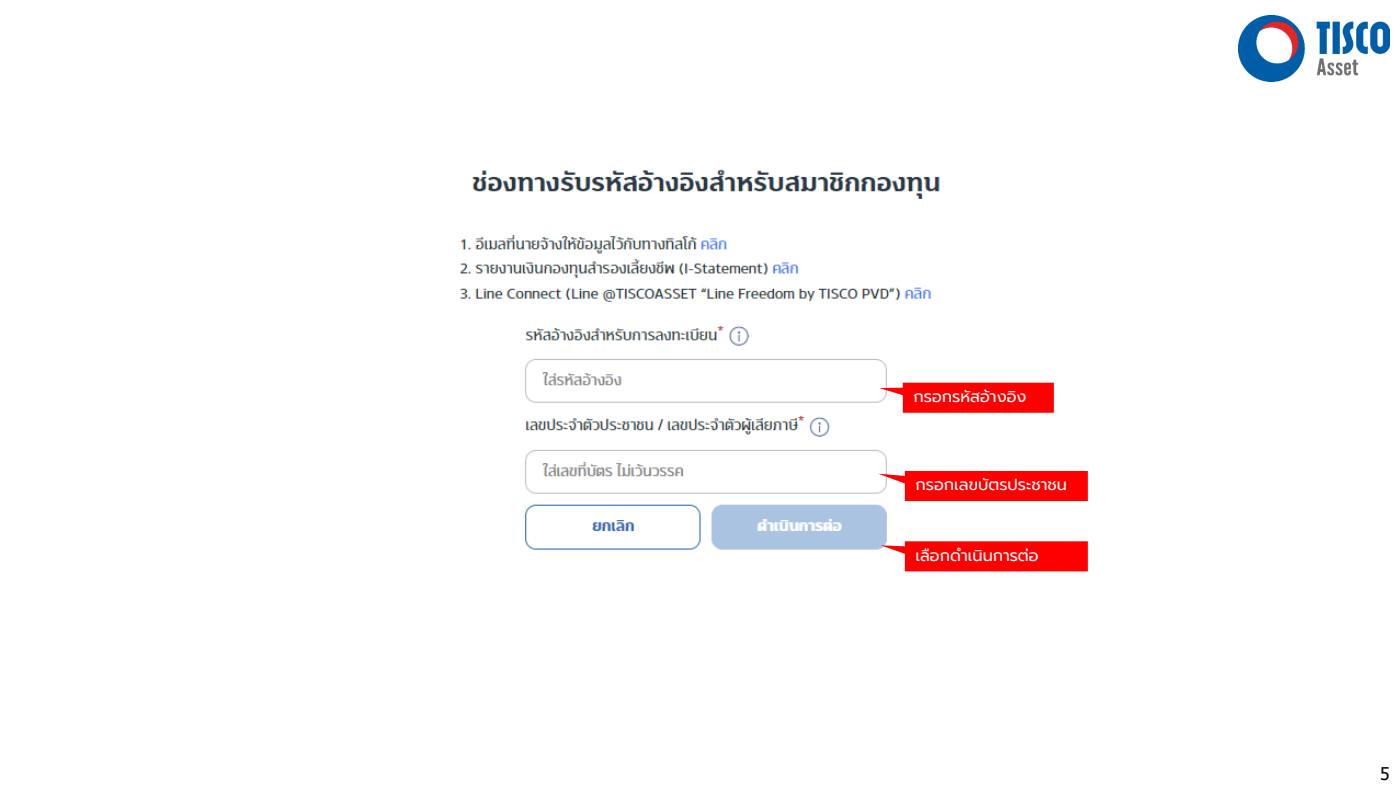 TISCO
Asset
ช่องทางรับรหัสอ้างอิงสำหรับสมาชิกกองทุน
1. อีเมลที่นายจ้างให้ข้อมูลไว้กับทางทิสโก้ คลิก
2. รายงานเงินกองทุนสำรองเลี้ยงชีพ (I-Statement) คลิก
3. Line Connect (Line @TISCOASSET “Line Freedom by TISCO PVD”) คลิก
รหัสอ้างอิงสำหรับการลงทะเบียน*
ใส่รหัสอ้างอิง
กรอกรหัสอ้างอิง
เลขประจำตัวประชาชน / เลขประจำตัวผู้เสียภาษี*
ใส่เลขที่บัตร ไม่เว้นวรรค
กรอกเลขบัตรประชาชน
ยกเลิก ดำเนินการต่อ
เลือกดำเนินการต่อ
5